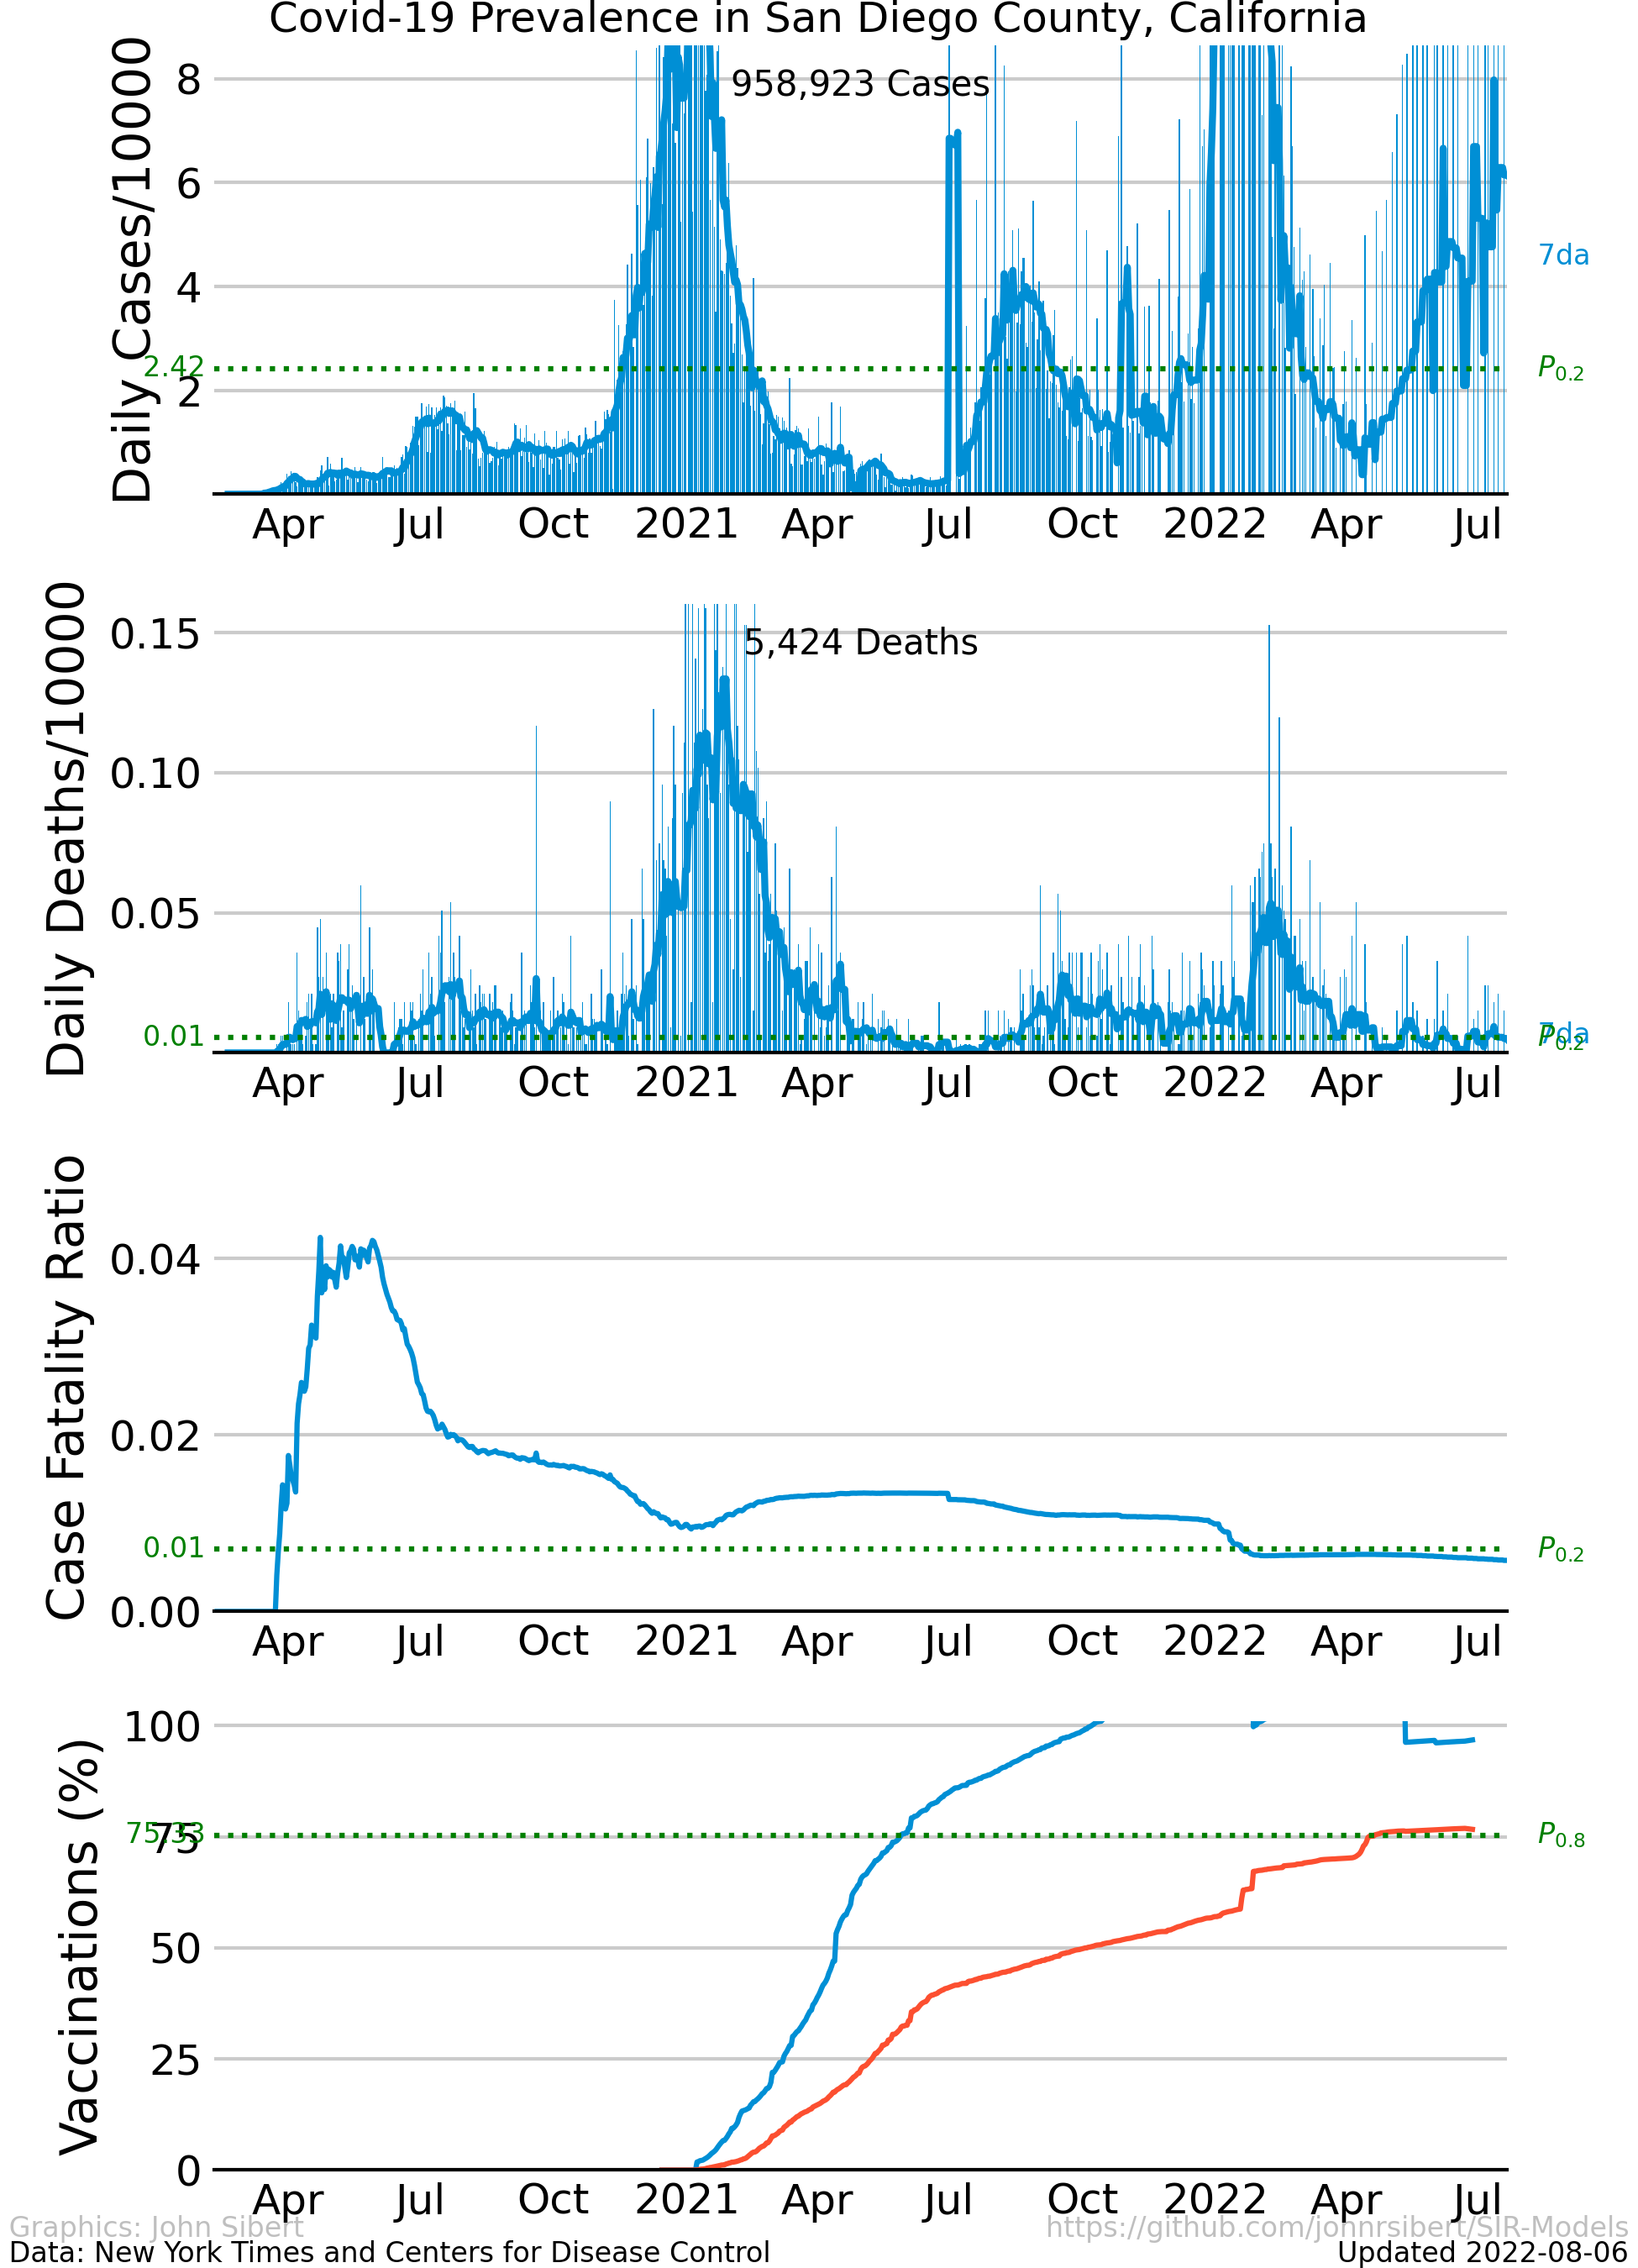 Covid-19 Prevalence in San Diego County, California
Daily Cases/10000
8
6
4
2
2.42
958,923 Cases
7da
P0.2
Apr Jul Oct 2021 Apr Jul Oct 2022 Apr Jul
Daily Deaths/10000
0.15
0.10
0.05
0.01
5,424 Deaths
7da
P0.2
Apr Jul Oct 2021 Apr Jul Oct 2022 Apr Jul
Case Fatality Ratio
0.04
0.02
0.01
0.00
P0.2
Apr Jul Oct 2021 Apr Jul Oct 2022 Apr Jul
Vaccinations (%)
100
75
75.33
50
25
0
P0.8
Apr Jul Oct 2021 Apr Jul Oct 2022 Apr Jul
Graphics: John Sibert
https://github.com/johnrsibert/SIR-Models
Data: New York Times and Centers for Disease Control
Updated 2022-08-06